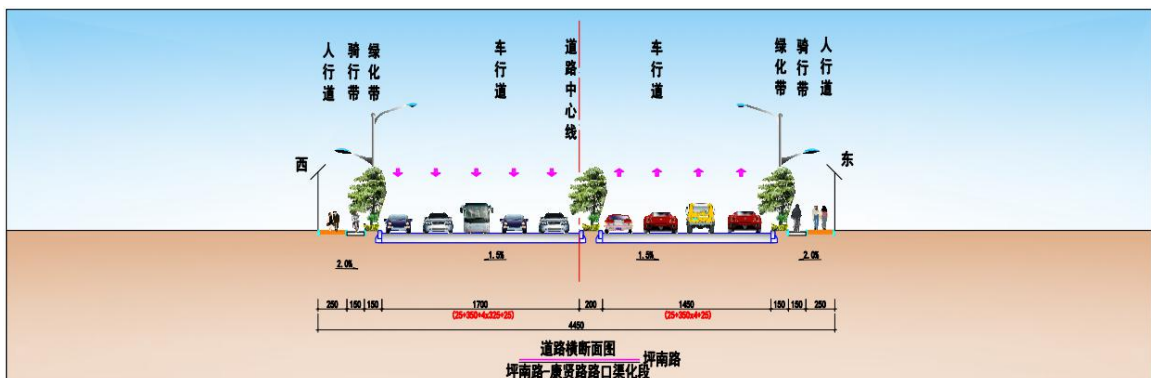 人行道
骑行带
绿化带
车行道
道路中心线
车行道
绿化带
骑行带
人行道
西
东
2.0%
1.5%
1.5%
2.0%
250
150
150
1700
200
1450
150
150
250
(25+350+4x325+25)
(25+350x4+25)
4450
道路横断面图
坪南路
坪南路-康贤路路口渠化段